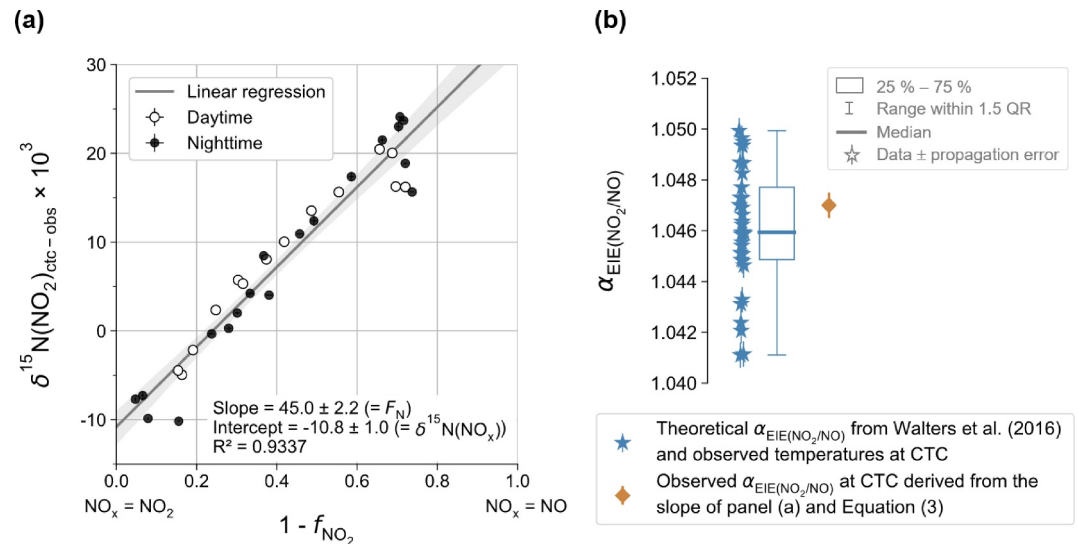 (a)
30
20
10
0
-10
δ¹⁵N(NO₂)ctc − obs × 10³
Linear regression
Daytime
Nighttime
Slope = 45.0 ± 2.2 (= F_N)
Intercept = -10.8 ± 1.0 (= δ¹⁵N(NOₓ))
R² = 0.9337
0.0 0.2 0.4 0.6 0.8 1.0
NOₓ = NO₂ NOₓ = NO
1 - f_NO₂
(b)
1.052
1.050
1.048
1.046
1.044
1.042
1.040
α_EIE(NO₂/NO)
25 % – 75 %
Range within 1.5 QR
Median
Data ± propagation error
Theoretical α_EIE(NO₂/NO) from Walters et al. (2016)
and observed temperatures at CTC
Observed α_EIE(NO₂/NO) at CTC derived from the
slope of panel (a) and Equation (3)